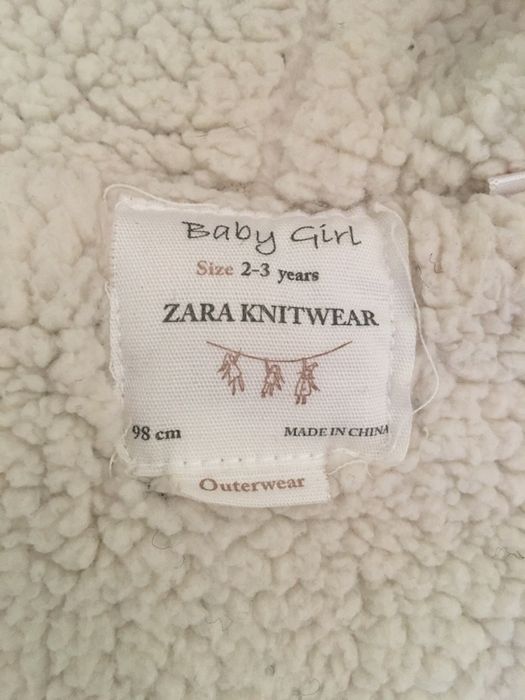 Baby Girl
Size 2-3 years
ZARA KNITWEAR
98 cm MADE IN CHINA
Outerwear